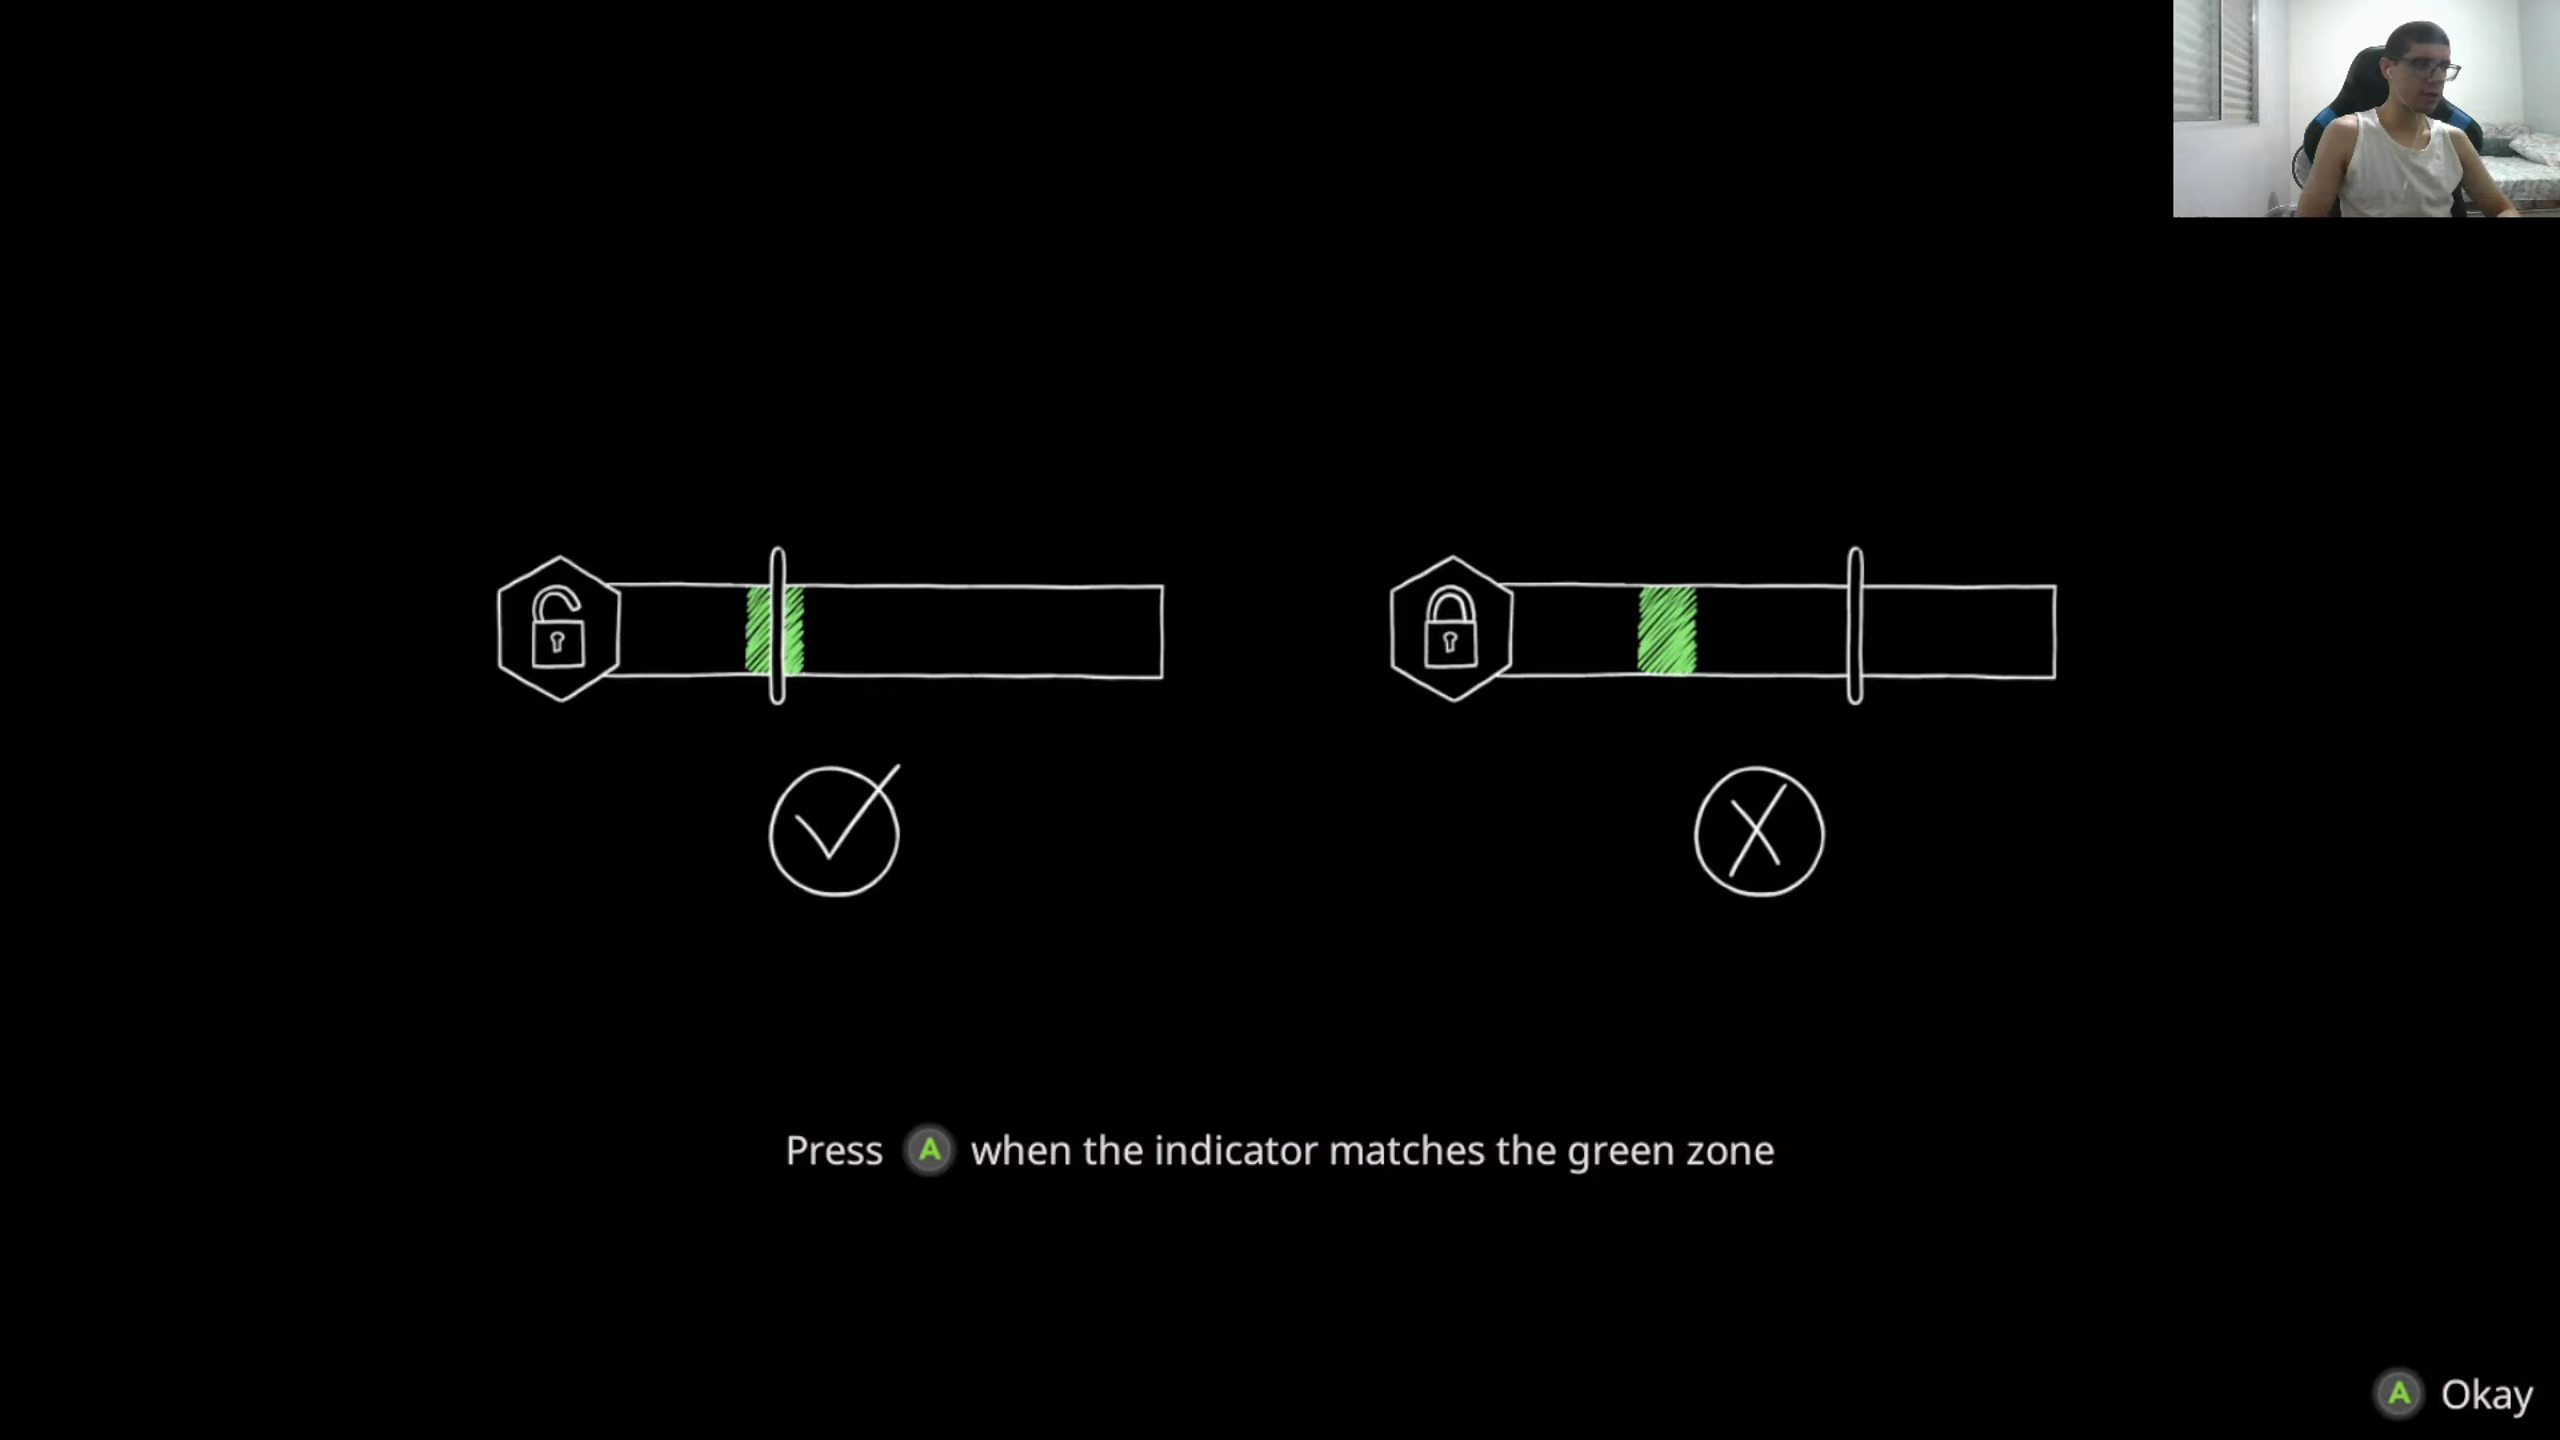 Press A when the indicator matches the green zone
A Okay